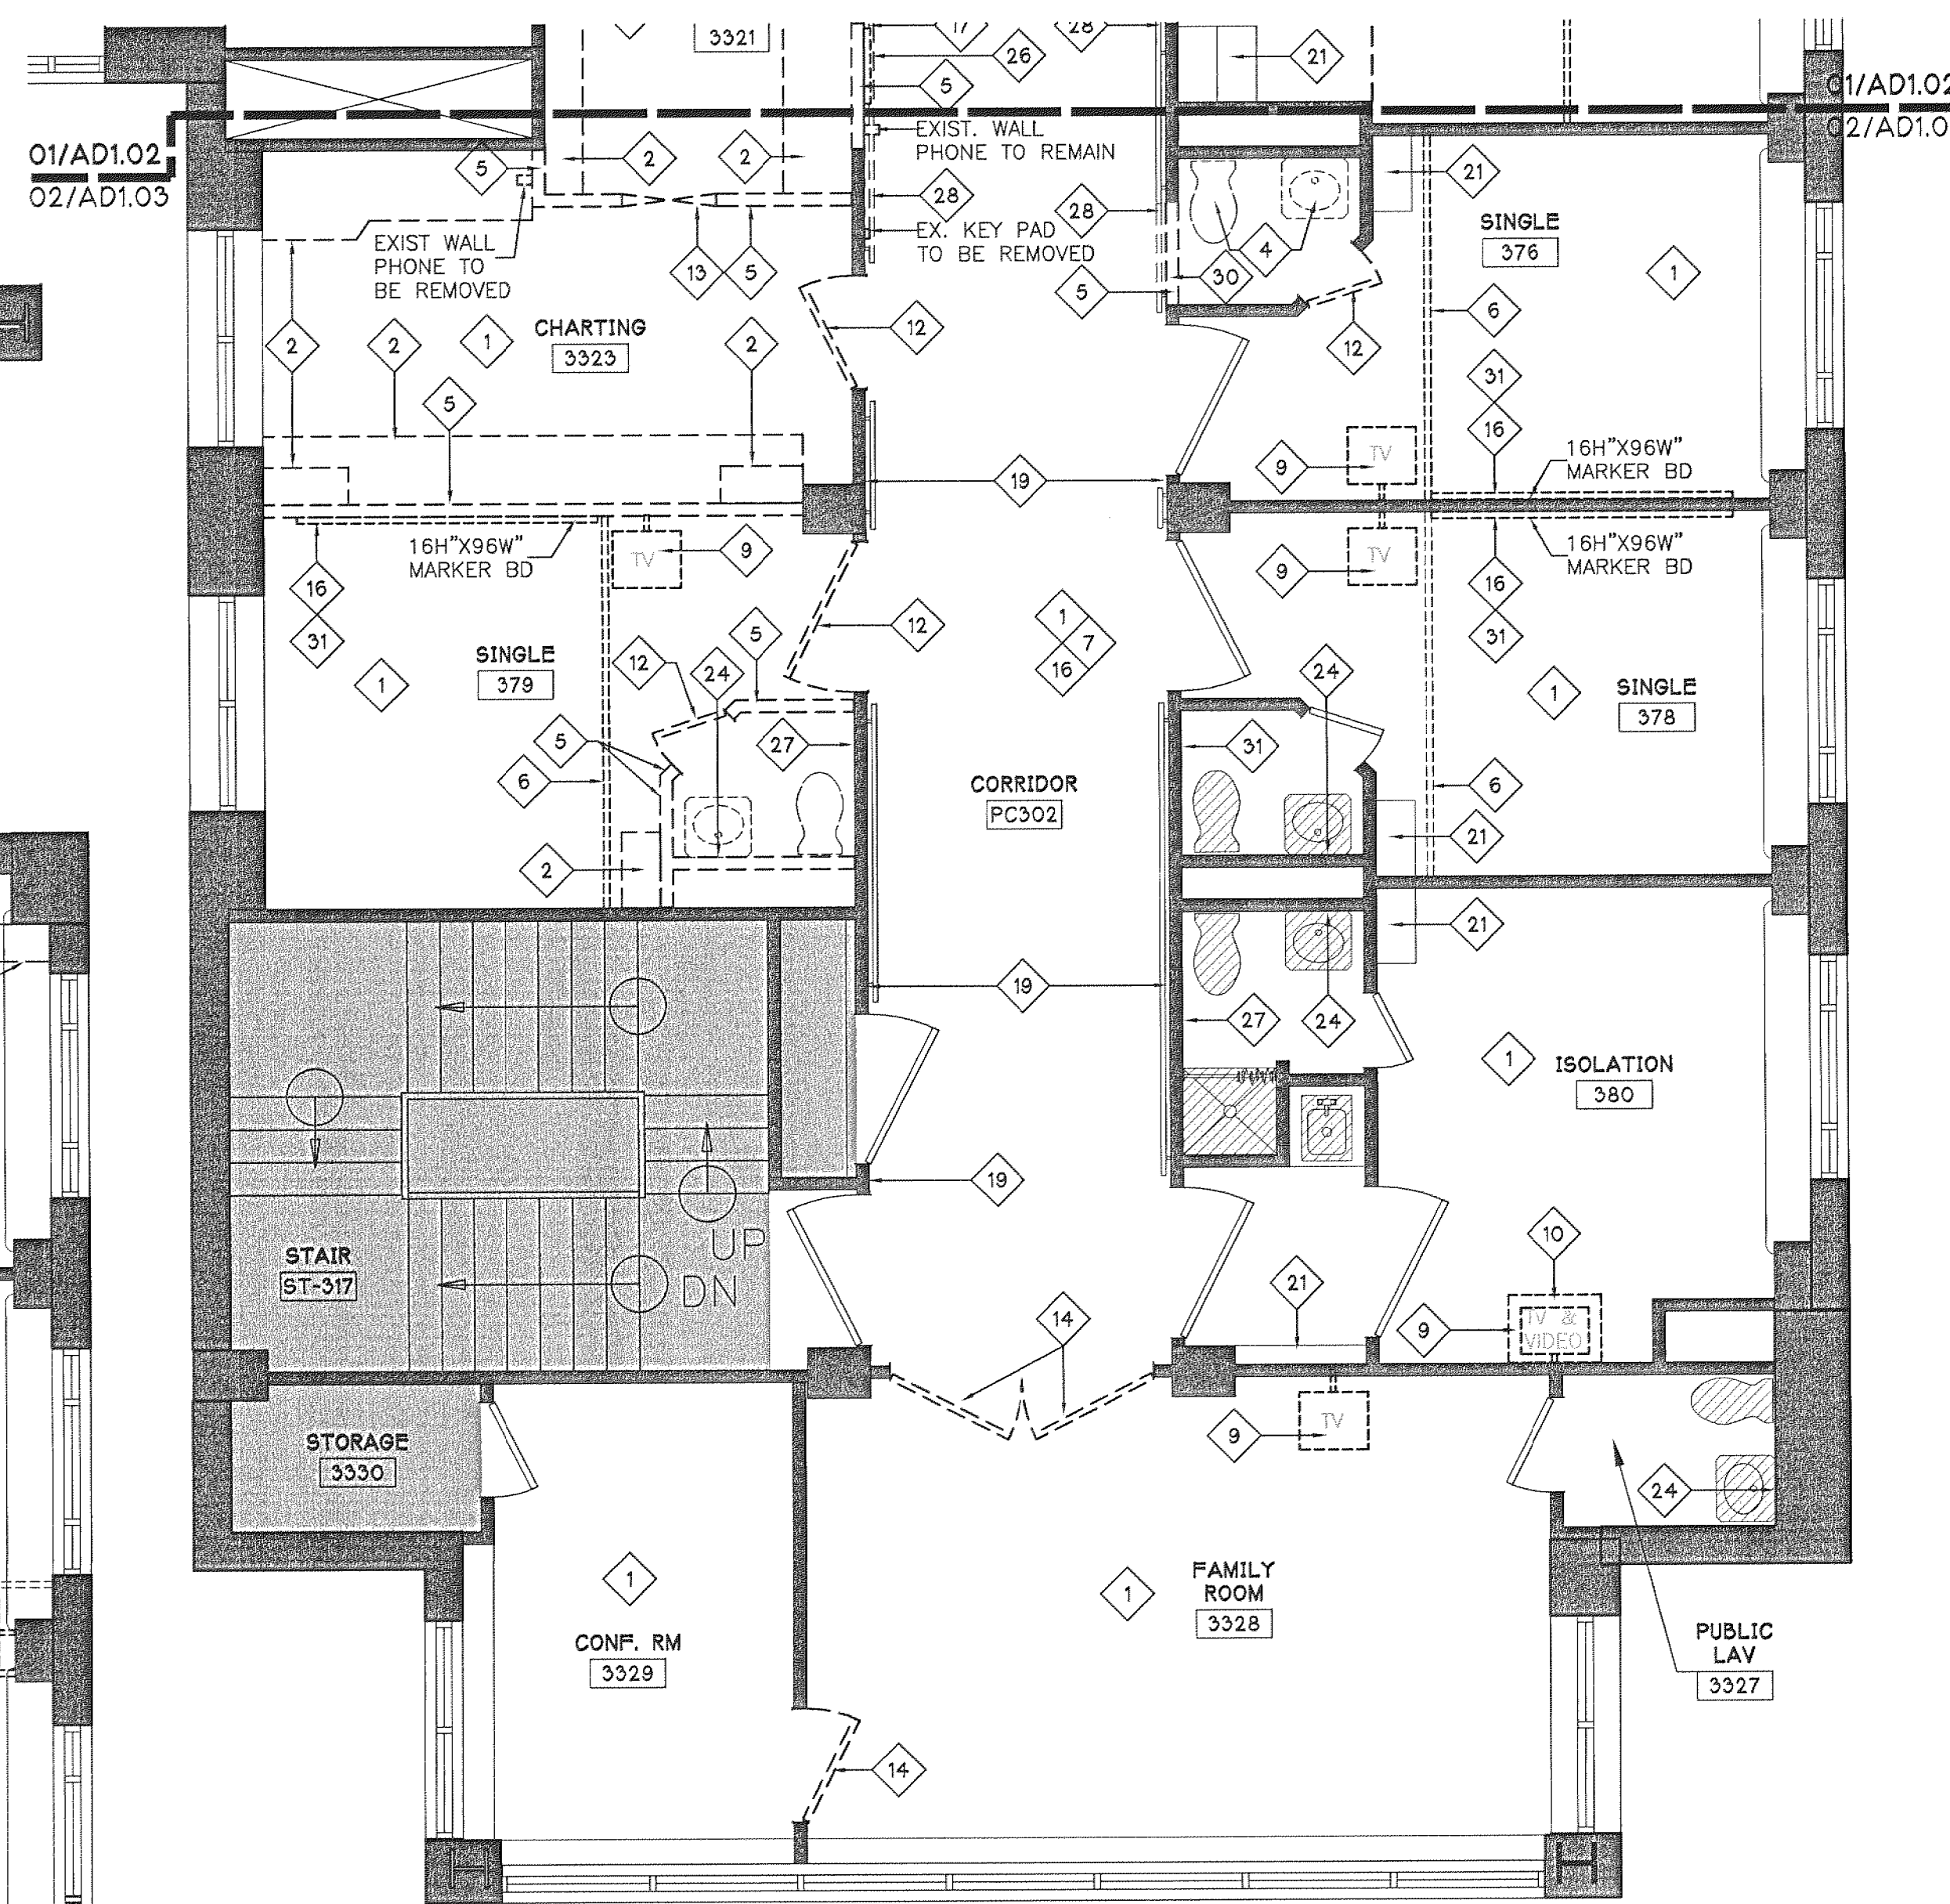 3321
17
28
26
21
5
01/AD1.02
02/AD1.03
01/AD1.02
EXIST. WALL
PHONE TO REMAIN
5
2
2
28
28
21
SINGLE
376
1
4
EX. KEY PAD
TO BE REMOVED
EXIST WALL
PHONE TO
BE REMOVED
13
5
5
30
12
6
CHARTING
3323
1
2
2
2
12
12
31
16
5
9
TV
19
16H"X96W"
MARKER BD
16H"X96W"
MARKER BD
9
TV
16H"X96W"
MARKER BD
9
TV
16
31
16
31
12
1
7
16
SINGLE
379
1
12
24
5
24
1
SINGLE
378
5
27
6
31
6
CORRIDOR
PC302
21
2
21
19
27
24
1
ISOLATION
380
19
10
UP
STAIR
ST-317
DN
21
14
9
TV &
VIDEO
9
TV
STORAGE
3330
24
1
CONF. RM
3329
1
FAMILY
ROOM
3328
PUBLIC
LAV
3327
14
H
H